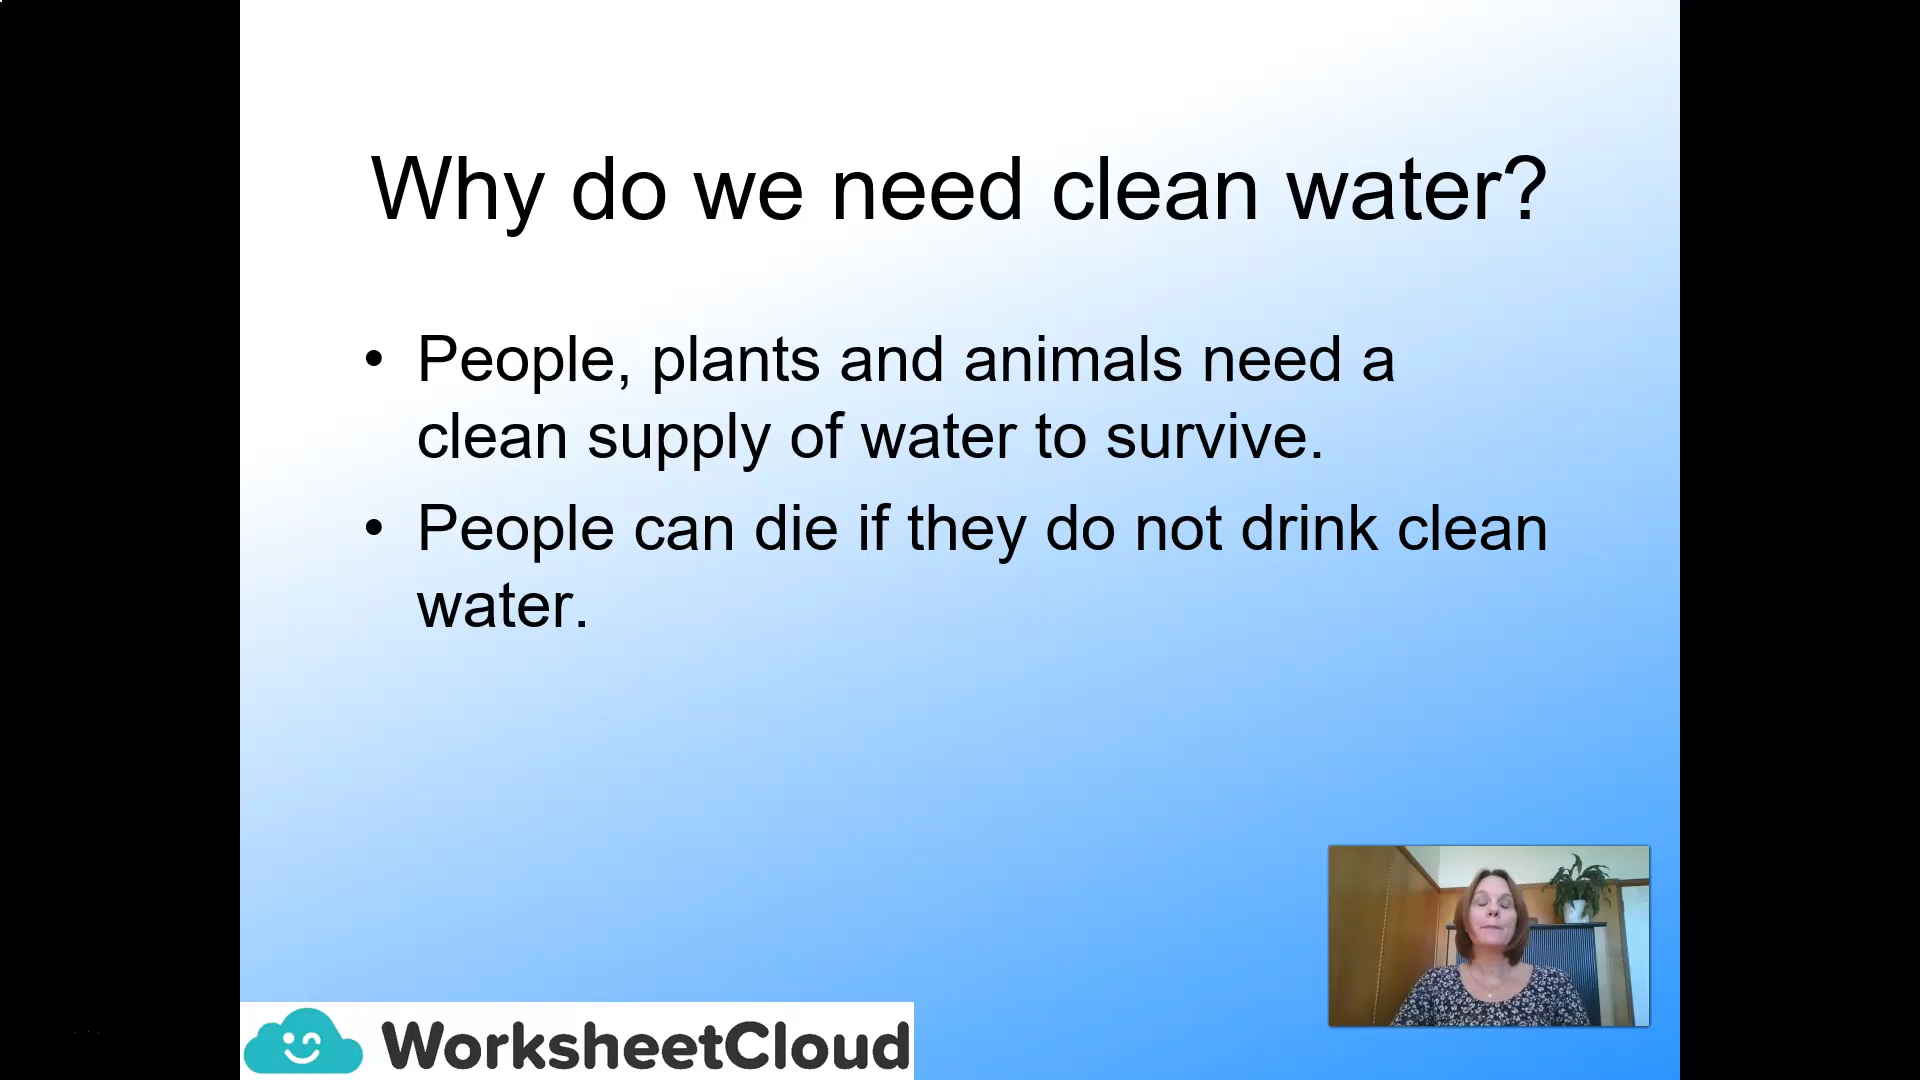 Why do we need clean water?
• People, plants and animals need a
clean supply of water to survive.
• People can die if they do not drink clean
water.
WorksheetCloud